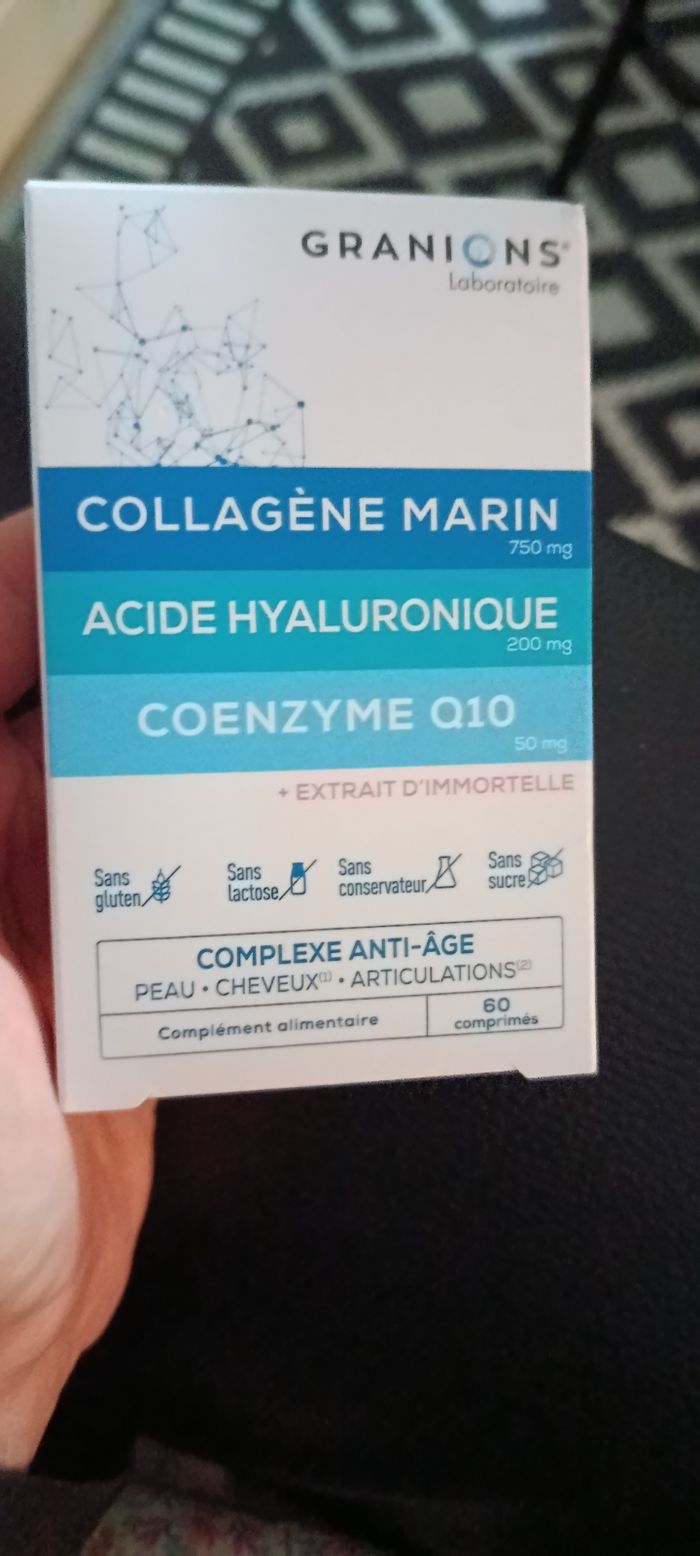 GRANIONS®
Laboratoire
COLLAGÈNE MARIN
750 mg
ACIDE HYALURONIQUE
200 mg
COENZYME Q10
50 mg
+ EXTRAIT D'IMMORTELLE
Sans gluten
Sans lactose
Sans conservateur
Sans sucre
COMPLEXE ANTI-ÂGE
PEAU • CHEVEUX(1) • ARTICULATIONS(2)
Complément alimentaire
60
comprimés